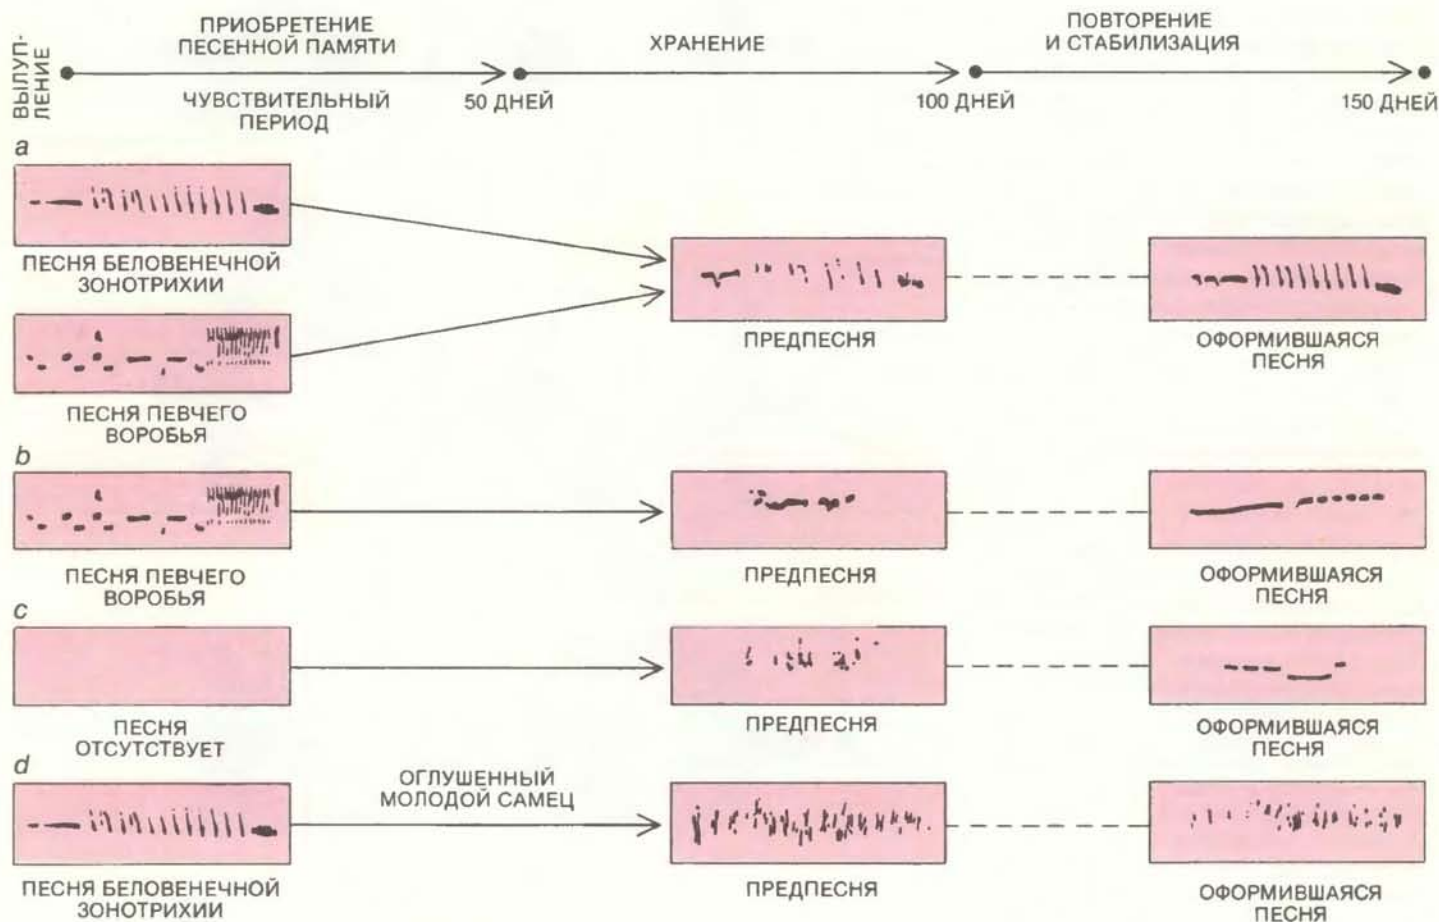 ВЫЛУП-
ЛЕНИЕ
ПРИОБРЕТЕНИЕ
ПЕСЕННОЙ ПАМЯТИ
ЧУВСТВИТЕЛЬНЫЙ
ПЕРИОД
50 ДНЕЙ
ХРАНЕНИЕ
100 ДНЕЙ
ПОВТОРЕНИЕ
И СТАБИЛИЗАЦИЯ
150 ДНЕЙ
a
ПЕСНЯ БЕЛОВЕНЕЧНОЙ
ЗОНОТРИХИИ
ПЕСНЯ ПЕВЧЕГО
ВОРОБЬЯ
ПРЕДПЕСНЯ
ОФОРМИВШАЯСЯ
ПЕСНЯ
b
ПЕСНЯ ПЕВЧЕГО
ВОРОБЬЯ
ПРЕДПЕСНЯ
ОФОРМИВШАЯСЯ
ПЕСНЯ
c
ПЕСНЯ
ОТСУТСТВУЕТ
ПРЕДПЕСНЯ
ОФОРМИВШАЯСЯ
ПЕСНЯ
d
ПЕСНЯ БЕЛОВЕНЕЧНОЙ
ЗОНОТРИХИИ
ОГЛУШЕННЫЙ
МОЛОДОЙ САМЕЦ
ПРЕДПЕСНЯ
ОФОРМИВШАЯСЯ
ПЕСНЯ